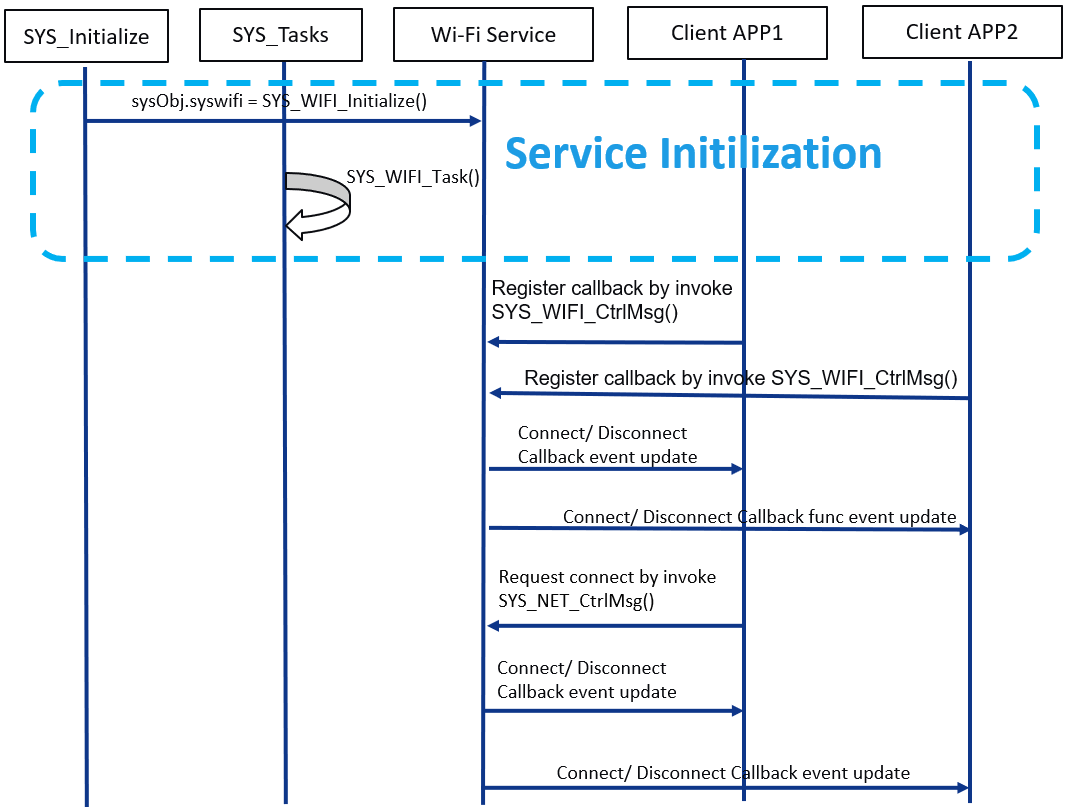 SYS_Initialize
SYS_Tasks
Wi-Fi Service
Client APP1
Client APP2
sysObj.syswifi = SYS_WIFI_Initialize()
Service Initilization
SYS_WIFI_Task()
Register callback by invoke
SYS_WIFI_CtrlMsg()
Register callback by invoke SYS_WIFI_CtrlMsg()
Connect/ Disconnect
Callback event update
Connect/ Disconnect Callback func event update
Request connect by invoke
SYS_NET_CtrlMsg()
Connect/ Disconnect
Callback event update
Connect/ Disconnect Callback event update